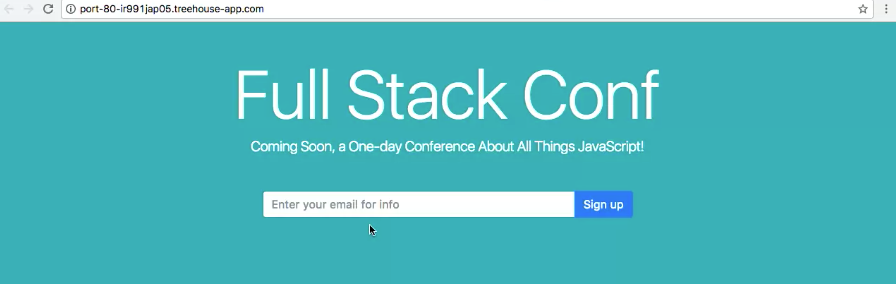 port-80-ir991jap05.treehouse-app.com
Full Stack Conf
Coming Soon, a One-day Conference About All Things JavaScript!
Enter your email for info Sign up